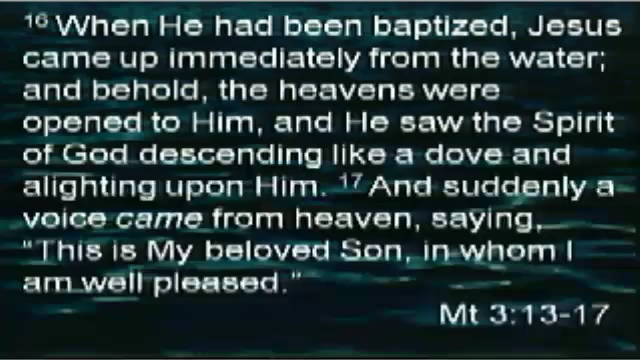 16 When He had been baptized, Jesus
came up immediately from the water;
and behold, the heavens were
opened to Him, and He saw the Spirit
of God descending like a dove and
alighting upon Him. 17 And suddenly a
voice came from heaven, saying,
"This is My beloved Son, in whom I
am well pleased."
Mt 3:13-17